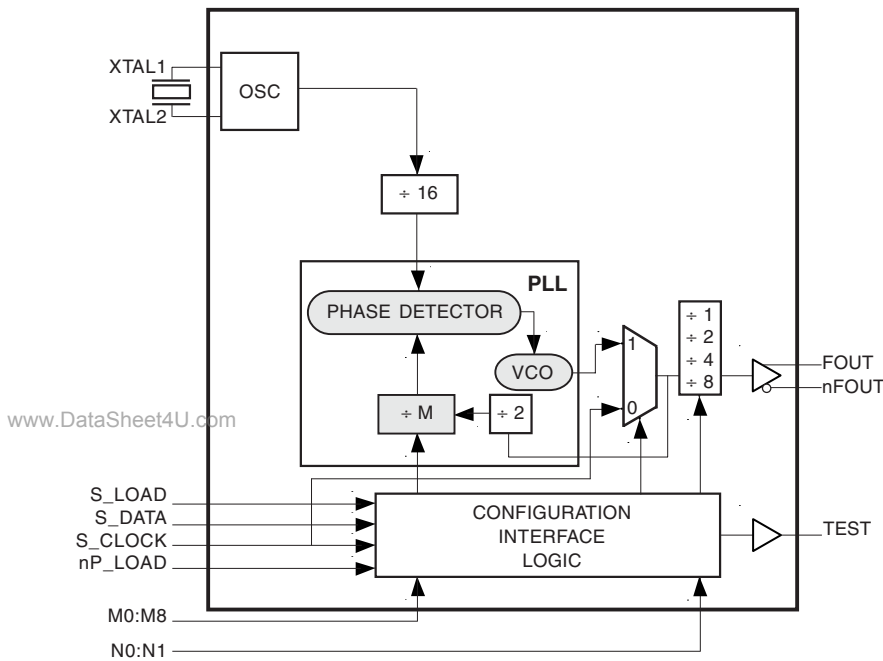 XTAL1
OSC
XTAL2
÷ 16
PLL
PHASE DETECTOR
÷ 1
÷ 2
÷ 4
÷ 8
1
VCO
FOUT
nFOUT
÷ M
÷ 2
0
www.DataSheet4U.com
S_LOAD
S_DATA
S_CLOCK
nP_LOAD
CONFIGURATION
INTERFACE
LOGIC
TEST
M0:M8
N0:N1